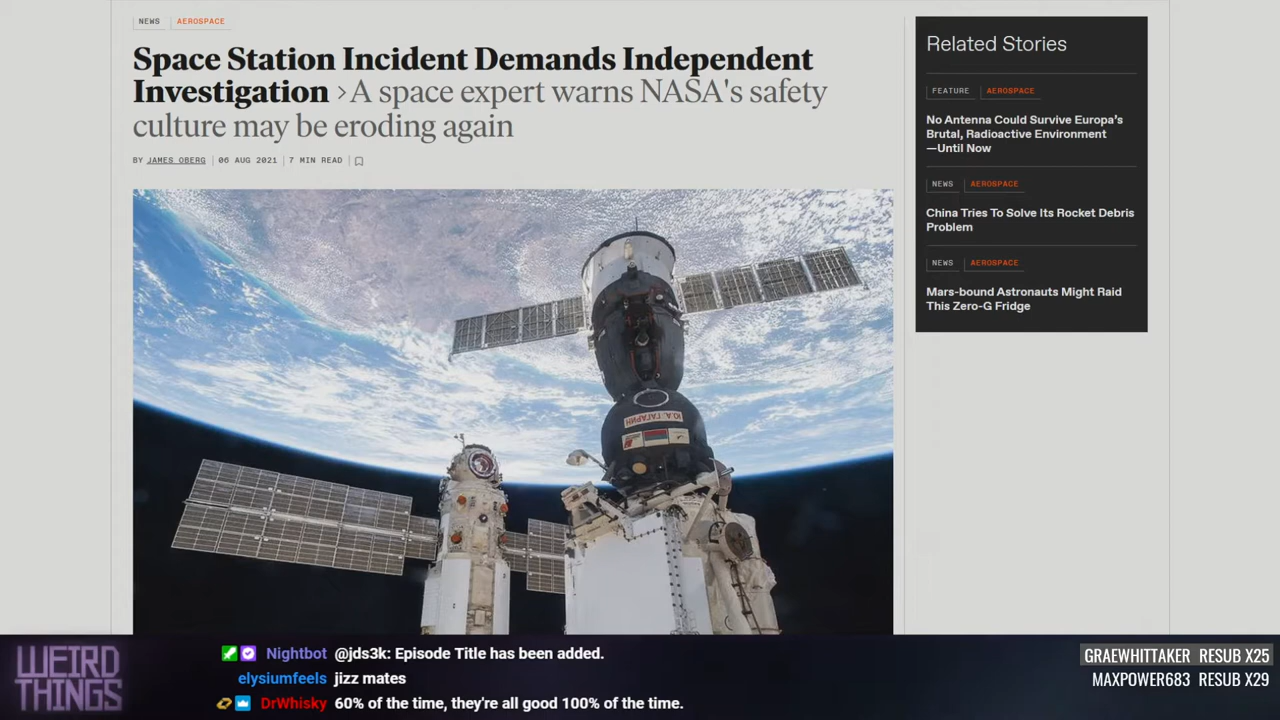 NEWS AEROSPACE
Space Station Incident Demands Independent
Investigation › A space expert warns NASA's safety
culture may be eroding again
BY JAMES OBERG 06 AUG 2021 7 MIN READ
Related Stories
FEATURE AEROSPACE
No Antenna Could Survive Europa's
Brutal, Radioactive Environment
—Until Now
NEWS AEROSPACE
China Tries To Solve Its Rocket Debris
Problem
NEWS AEROSPACE
Mars-bound Astronauts Might Raid
This Zero-G Fridge
Ю.А. ГАГАРИН
WEIRD
THINGS
Nightbot @jds3k: Episode Title has been added.
elysiumfeels jizz mates
DrWhisky 60% of the time, they're all good 100% of the time.
GRAEWHITTAKER RESUB X25
MAXPOWER683 RESUB X29